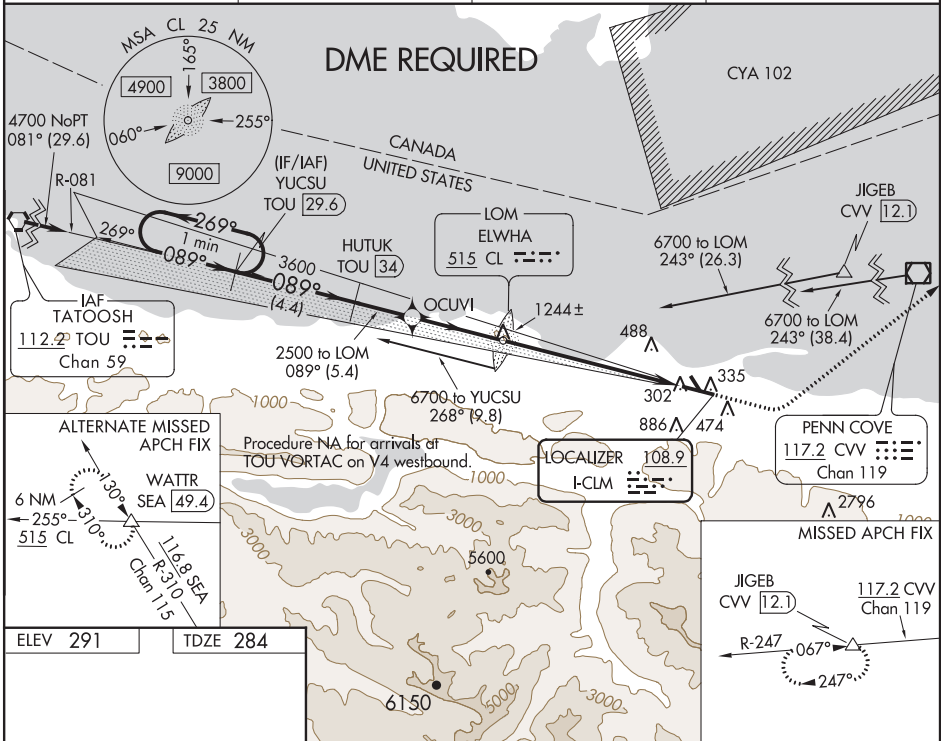 MSA CL 25 NM
165°
4900
3800
060°
255°
9000
DME REQUIRED
CYA 102
4700 NoPT
081° (29.6)
R-081
CANADA
UNITED STATES
(IF/IAF)
YUCSU
TOU 29.6
269°
269°
1 min
089°
3600
089°
(4.4)
HUTUK
TOU 34
OCUVI
LOM
ELWHA
515 CL
1244±
JIGEB
CVV 12.1
6700 to LOM
243° (26.3)
6700 to LOM
243° (38.4)
IAF
TATOOSH
112.2 TOU
Chan 59
2500 to LOM
089° (5.4)
6700 to YUCSU
268° (9.8)
488
335
302
886
474
1000
LOCALIZER 108.9
I-CLM
PENN COVE
117.2 CVV
Chan 119
2796
1000
Procedure NA for arrivals at
TOU VORTAC on V4 westbound.
ALTERNATE MISSED
APCH FIX
WATTR
SEA 49.4
6 NM
130°
310°
255°
515 CL
116.8 SEA
R-310
Chan 115
1000
3000
3000
5600
6150
5000
3000
MISSED APCH FIX
JIGEB
CVV 12.1
117.2 CVV
Chan 119
R-247
067°
247°
ELEV 291
TDZE 284